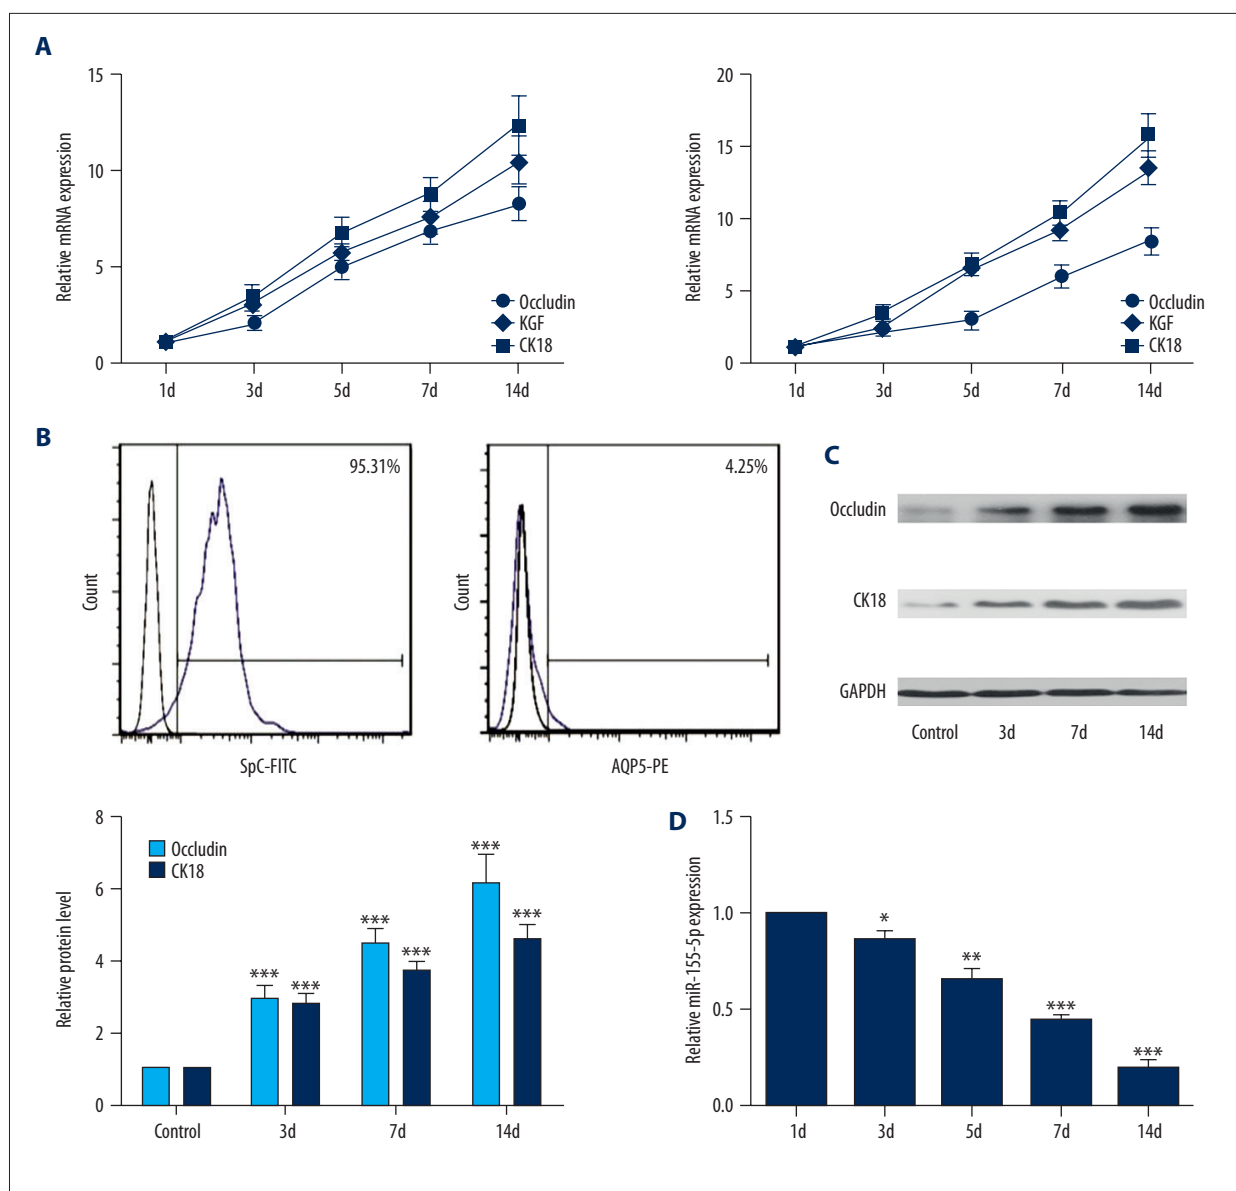 A
Relative mRNA expression
15
10
5
0
1d 3d 5d 7d 14d
Occludin
KGF
CK18
Relative mRNA expression
20
15
10
5
0
1d 3d 5d 7d 14d
Occludin
KGF
CK18
B
Count
95.31%
SpC-FITC
Count
4.25%
AQP5-PE
C
Occludin
CK18
GAPDH
Control 3d 7d 14d
Relative protein level
8
6
4
2
0
Occludin
CK18
*** *** *** *** *** ***
Control 3d 7d 14d
D
Relative miR-155-5p expression
1.5
1.0
0.5
0.0
* ** *** ***
1d 3d 5d 7d 14d